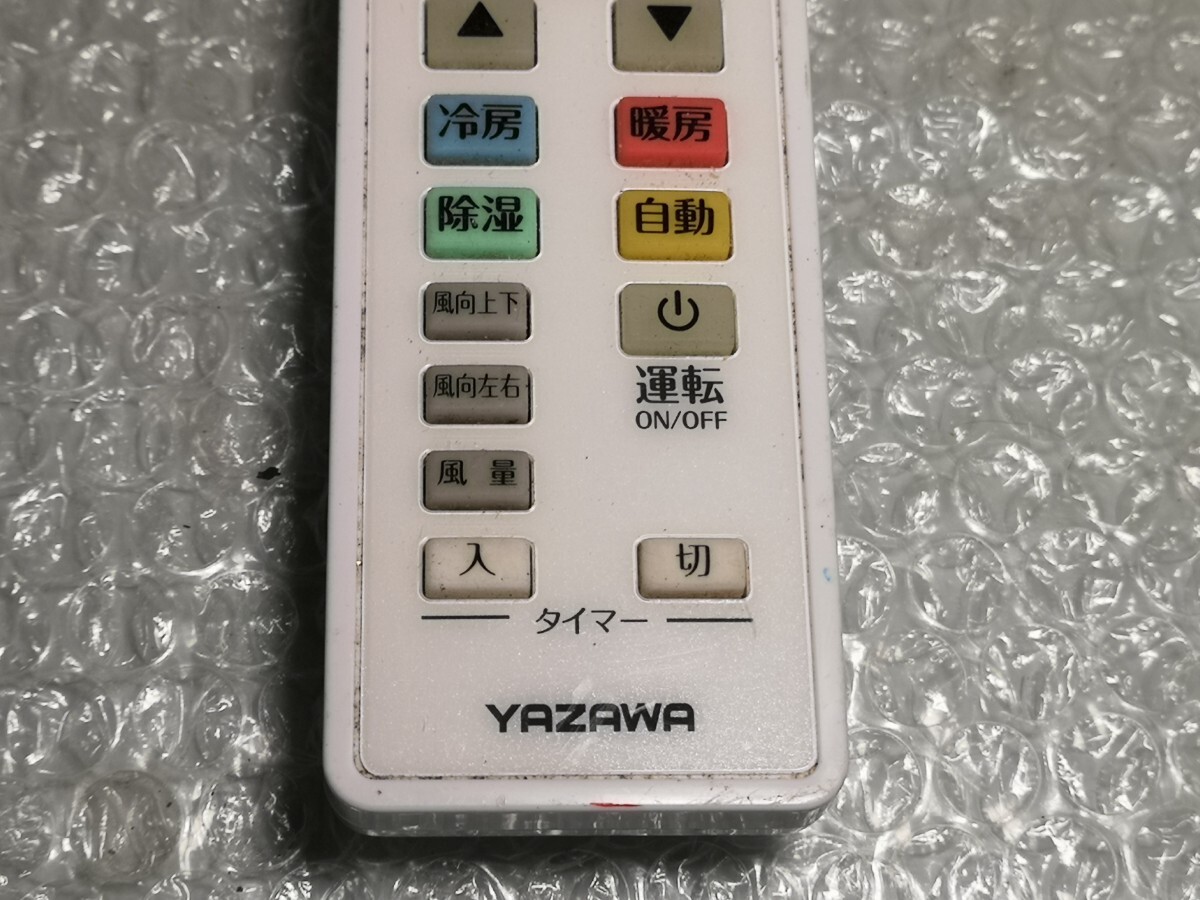 冷房 暖房
除湿 自動
風向上下
風向左右
運転
ON/OFF
風量
入 切
タイマー
YAZAWA